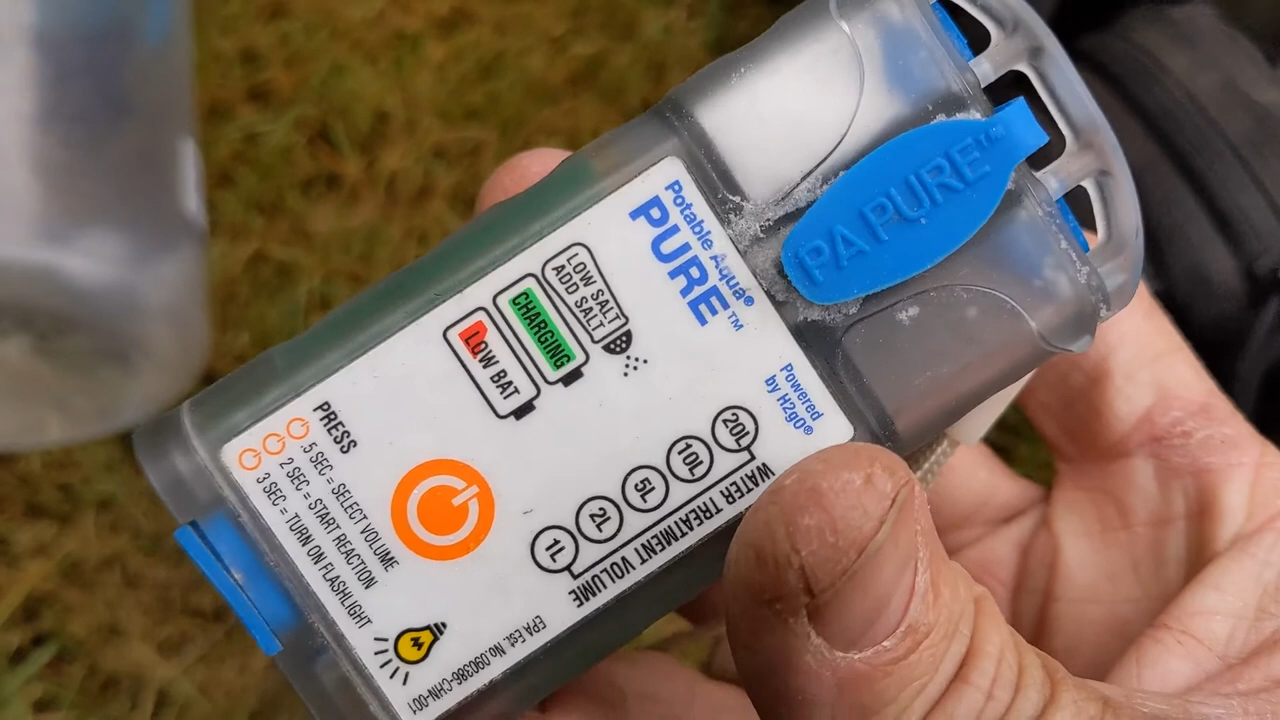 PA PURE™
Potable Aqua®
PURE™
LOW SALT
ADD SALT
CHARGING
LOW BAT
Powered
by H2gO®
PRESS
.5 SEC = SELECT VOLUME
2 SEC = START REACTION
3 SEC = TURN ON FLASHLIGHT
1L
2L
5L
10L
20L
WATER TREATMENT VOLUME
EPA Est. No.090386-CHN-001